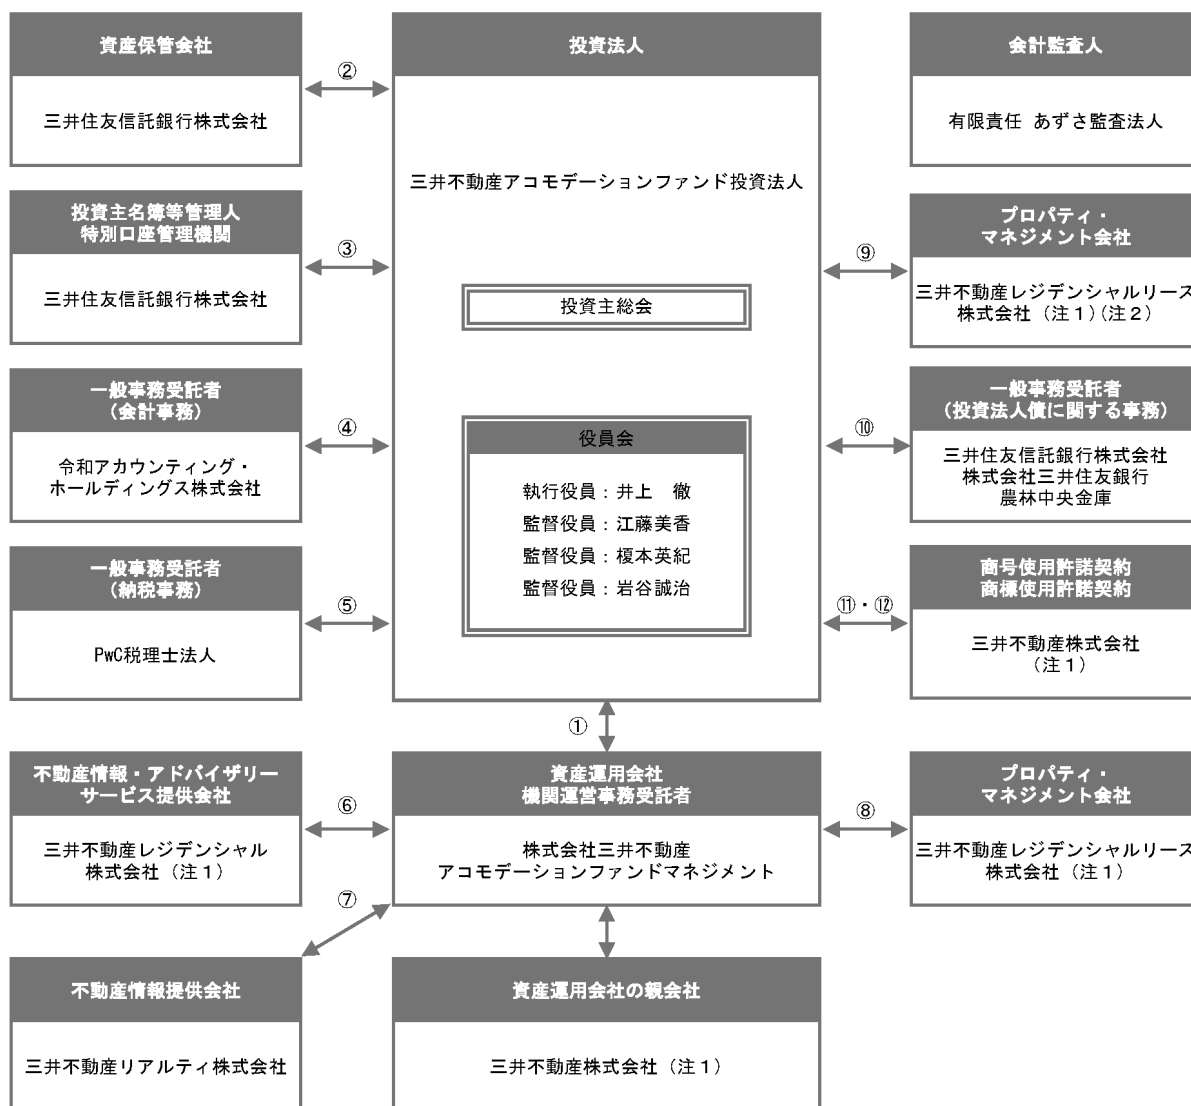 資産保管会社
三井住友信託銀行株式会社
②
投資法人
三井不動産アコモデーションファンド投資法人
会計監査人
有限責任 あずさ監査法人
投資主名簿等管理人
特別口座管理機関
三井住友信託銀行株式会社
③
投資主総会
⑨
プロパティ・
マネジメント会社
三井不動産レジデンシャルリース
株式会社（注１）（注２）
一般事務受託者
（会計事務）
令和アカウンティング・
ホールディングス株式会社
④
役員会
執行役員：井上　徹
監督役員：江藤美香
監督役員：榎本英紀
監督役員：岩谷誠治
⑩
一般事務受託者
（投資法人債に関する事務）
三井住友信託銀行株式会社
株式会社三井住友銀行
農林中央金庫
一般事務受託者
（納税事務）
PwC税理士法人
⑤
⑪・⑫
商号使用許諾契約
商標使用許諾契約
三井不動産株式会社
（注１）
①
不動産情報・アドバイザリー
サービス提供会社
三井不動産レジデンシャル
株式会社（注１）
⑥
資産運用会社
機関運営事務受託者
株式会社三井不動産
アコモデーションファンドマネジメント
⑧
プロパティ・
マネジメント会社
三井不動産レジデンシャルリース
株式会社（注１）
⑦
不動産情報提供会社
三井不動産リアルティ株式会社
資産運用会社の親会社
三井不動産株式会社（注１）